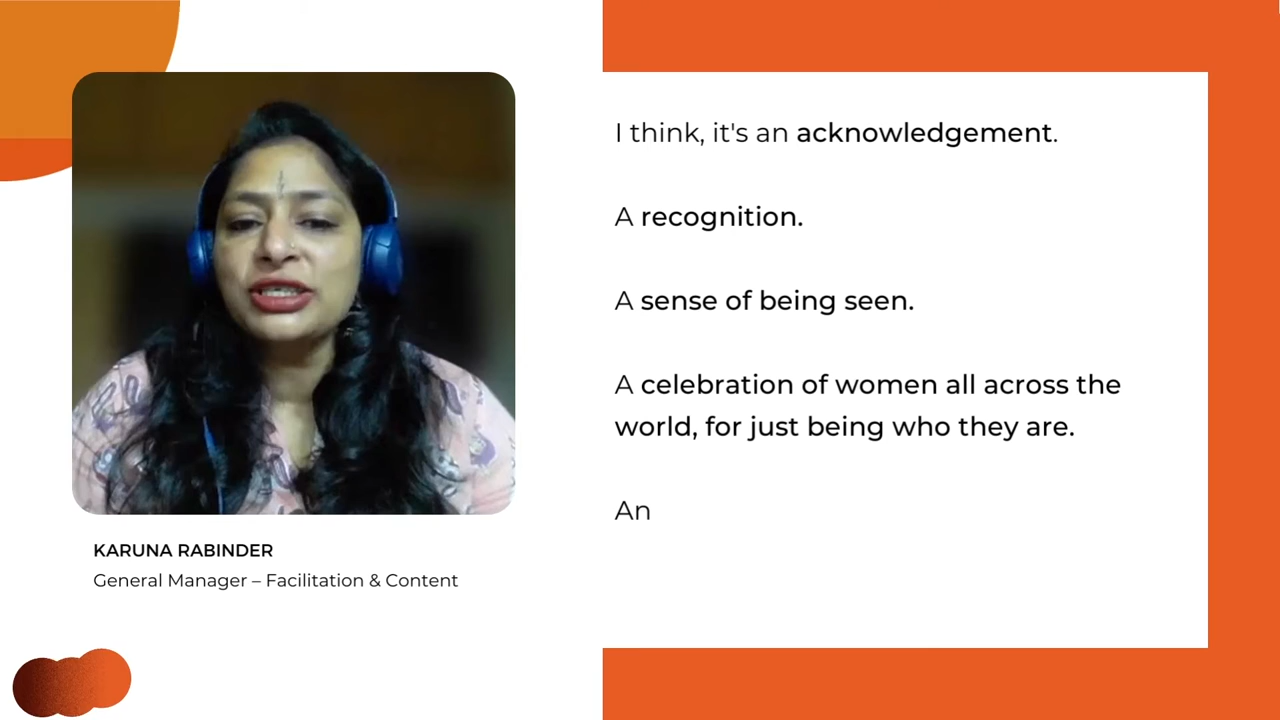 I think, it's an acknowledgement.
A recognition.
A sense of being seen.
A celebration of women all across the
world, for just being who they are.
An
KARUNA RABINDER
General Manager – Facilitation & Content